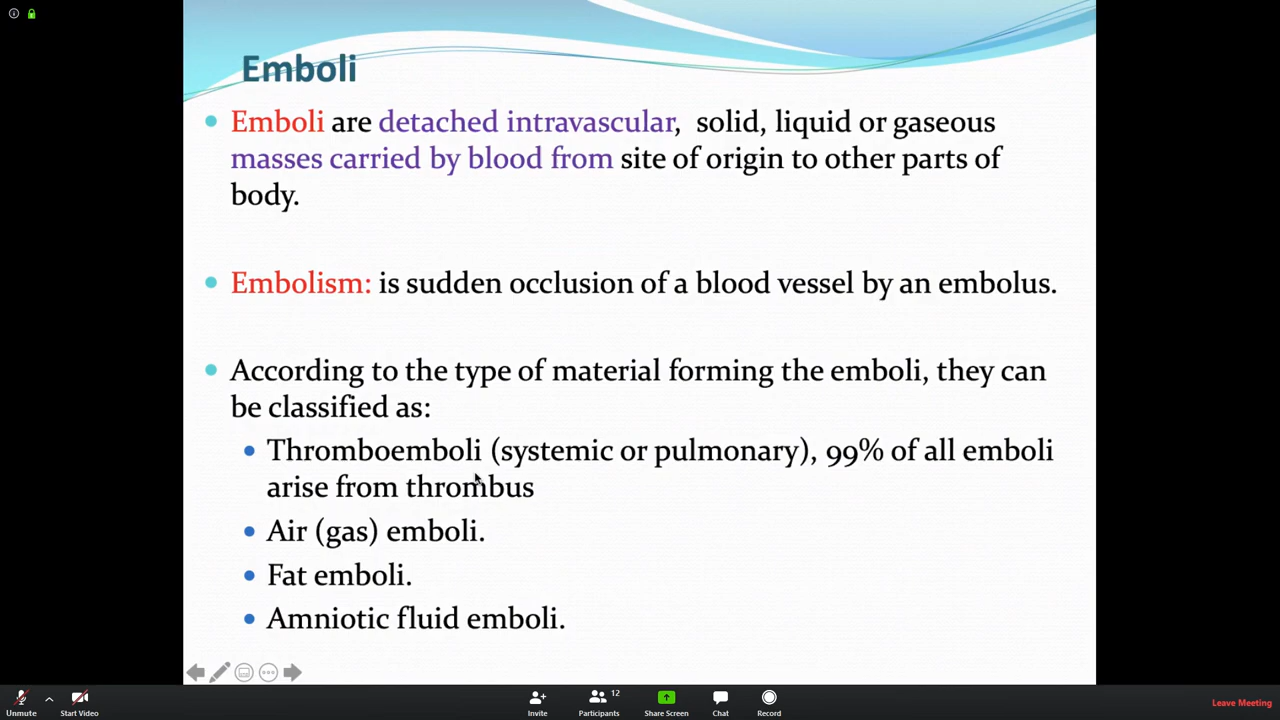 Emboli
Emboli are detached intravascular, solid, liquid or gaseous
masses carried by blood from site of origin to other parts of
body.
Embolism: is sudden occlusion of a blood vessel by an embolus.
According to the type of material forming the emboli, they can
be classified as:
Thromboemboli (systemic or pulmonary), 99% of all emboli
arise from thrombus
Air (gas) emboli.
Fat emboli.
Amniotic fluid emboli.
Unmute
Start Video
Invite
12
Participants
Share Screen
Chat
Record
Leave Meeting